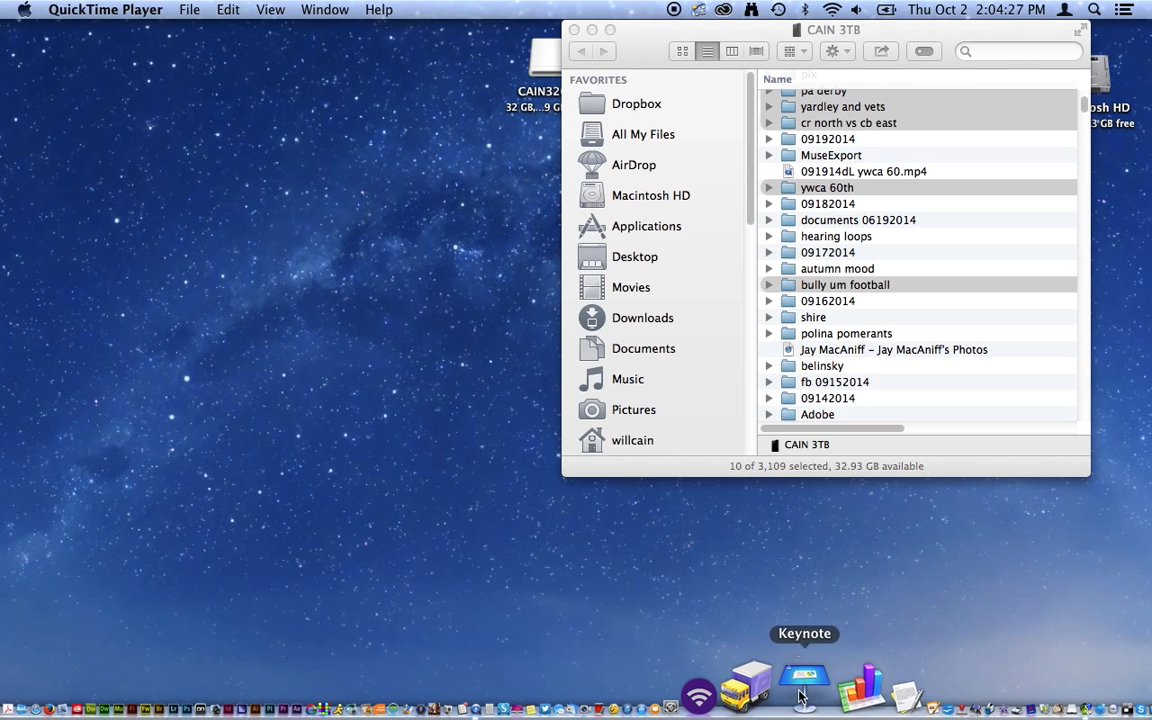 QuickTime Player File Edit View Window Help Thu Oct 2 2:04:27 PM
CAIN 3TB
CAIN32
32 GB,...9 G
osh HD
GB free
FAVORITES
Dropbox
All My Files
AirDrop
Macintosh HD
Applications
Desktop
Movies
Downloads
Documents
Music
Pictures
willcain
Name
pa derby
yardley and vets
cr north vs cb east
09192014
MuseExport
091914dL ywca 60.mp4
ywca 60th
09182014
documents 06192014
hearing loops
09172014
autumn mood
bully um football
09162014
shire
polina pomerants
Jay MacAniff - Jay MacAniff's Photos
belinsky
fb 09152014
09142014
Adobe
CAIN 3TB
10 of 3,109 selected, 32.93 GB available
Keynote